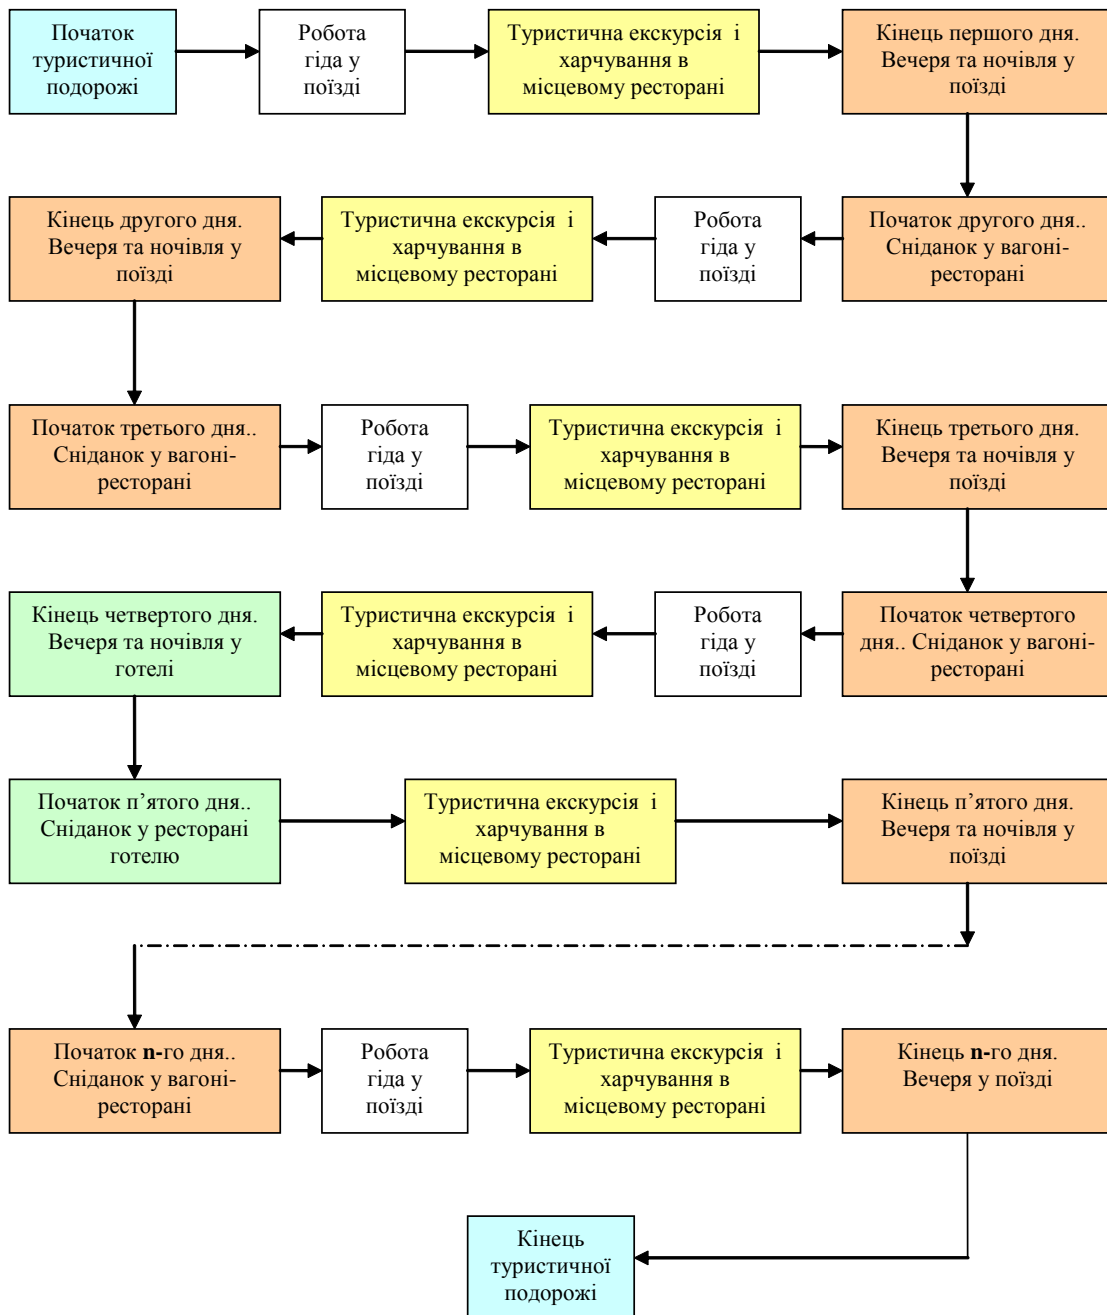 Початок
туристичної
подорожі
Робота
гіда у
поїзді
Туристична екскурсія і
харчування в
місцевому ресторані
Кінець першого дня.
Вечеря та ночівля у
поїзді
Кінець другого дня.
Вечеря та ночівля у
поїзді
Туристична екскурсія і
харчування в
місцевому ресторані
Робота
гіда у
поїзді
Початок другого дня..
Сніданок у вагоні-
ресторані
Початок третього дня..
Сніданок у вагоні-
ресторані
Робота
гіда у
поїзді
Туристична екскурсія і
харчування в
місцевому ресторані
Кінець третього дня.
Вечеря та ночівля у
поїзді
Кінець четвертого дня.
Вечеря та ночівля у
готелі
Туристична екскурсія і
харчування в
місцевому ресторані
Робота
гіда у
поїзді
Початок четвертого
дня.. Сніданок у вагоні-
ресторані
Початок п’ятого дня..
Сніданок у ресторані
готелю
Туристична екскурсія і
харчування в
місцевому ресторані
Кінець п’ятого дня.
Вечеря та ночівля у
поїзді
Початок n-го дня..
Сніданок у вагоні-
ресторані
Робота
гіда у
поїзді
Туристична екскурсія і
харчування в
місцевому ресторані
Кінець n-го дня.
Вечеря у поїзді
Кінець
туристичної
подорожі